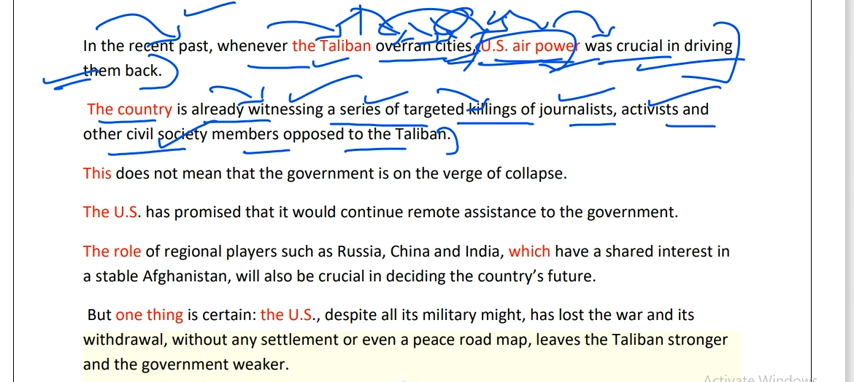 In the recent past, whenever the Taliban overran cities, U.S. air power was crucial in driving
them back.
The country is already witnessing a series of targeted killings of journalists, activists and
other civil society members opposed to the Taliban.
This does not mean that the government is on the verge of collapse.
The U.S. has promised that it would continue remote assistance to the government.
The role of regional players such as Russia, China and India, which have a shared interest in
a stable Afghanistan, will also be crucial in deciding the country's future.
But one thing is certain: the U.S., despite all its military might, has lost the war and its
withdrawal, without any settlement or even a peace road map, leaves the Taliban stronger
and the government weaker.
Activate Windows